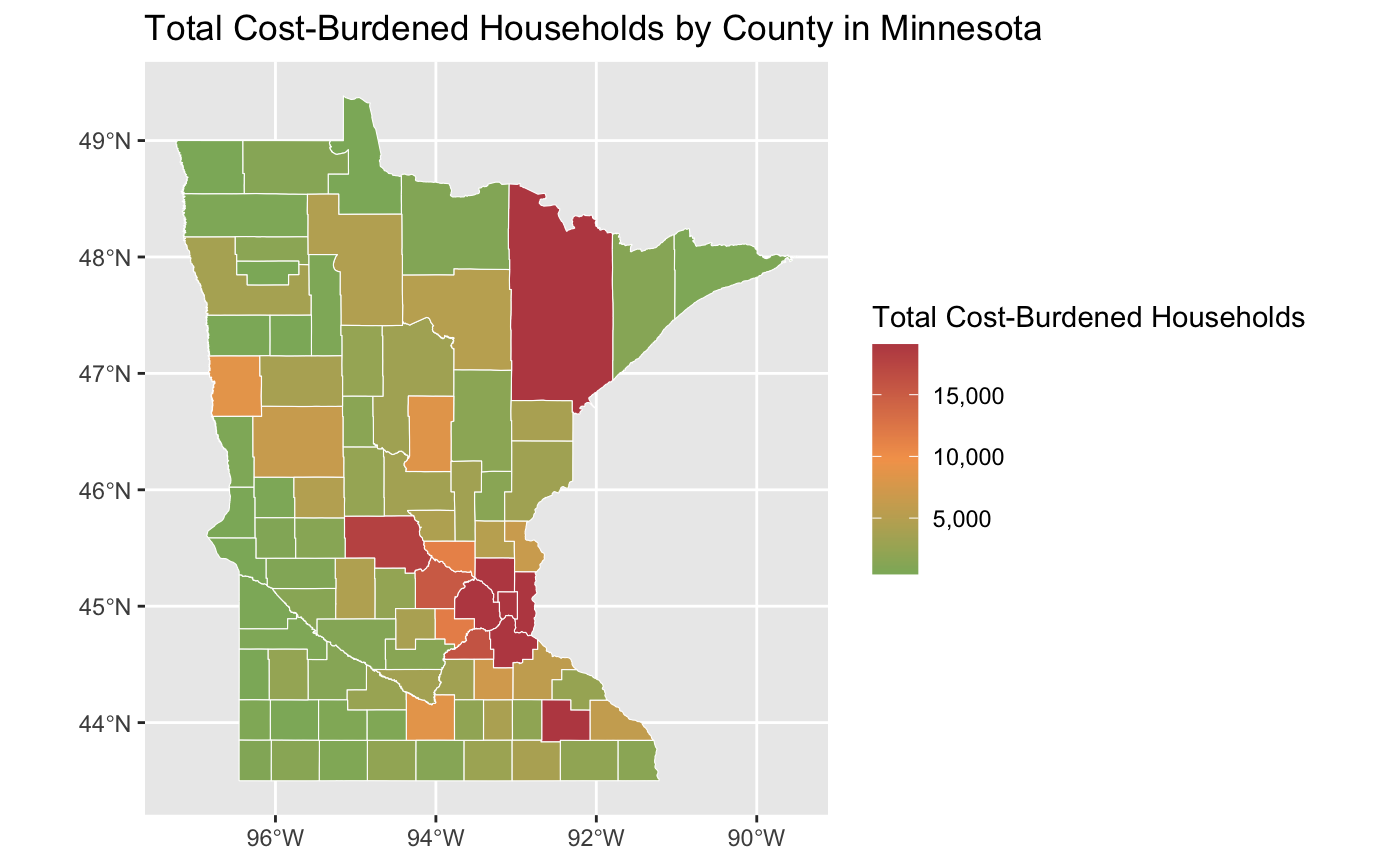 Total Cost-Burdened Households by County in Minnesota
49°N
48°N
47°N
46°N
45°N
44°N
96°W
94°W
92°W
90°W
Total Cost-Burdened Households
15,000
10,000
5,000